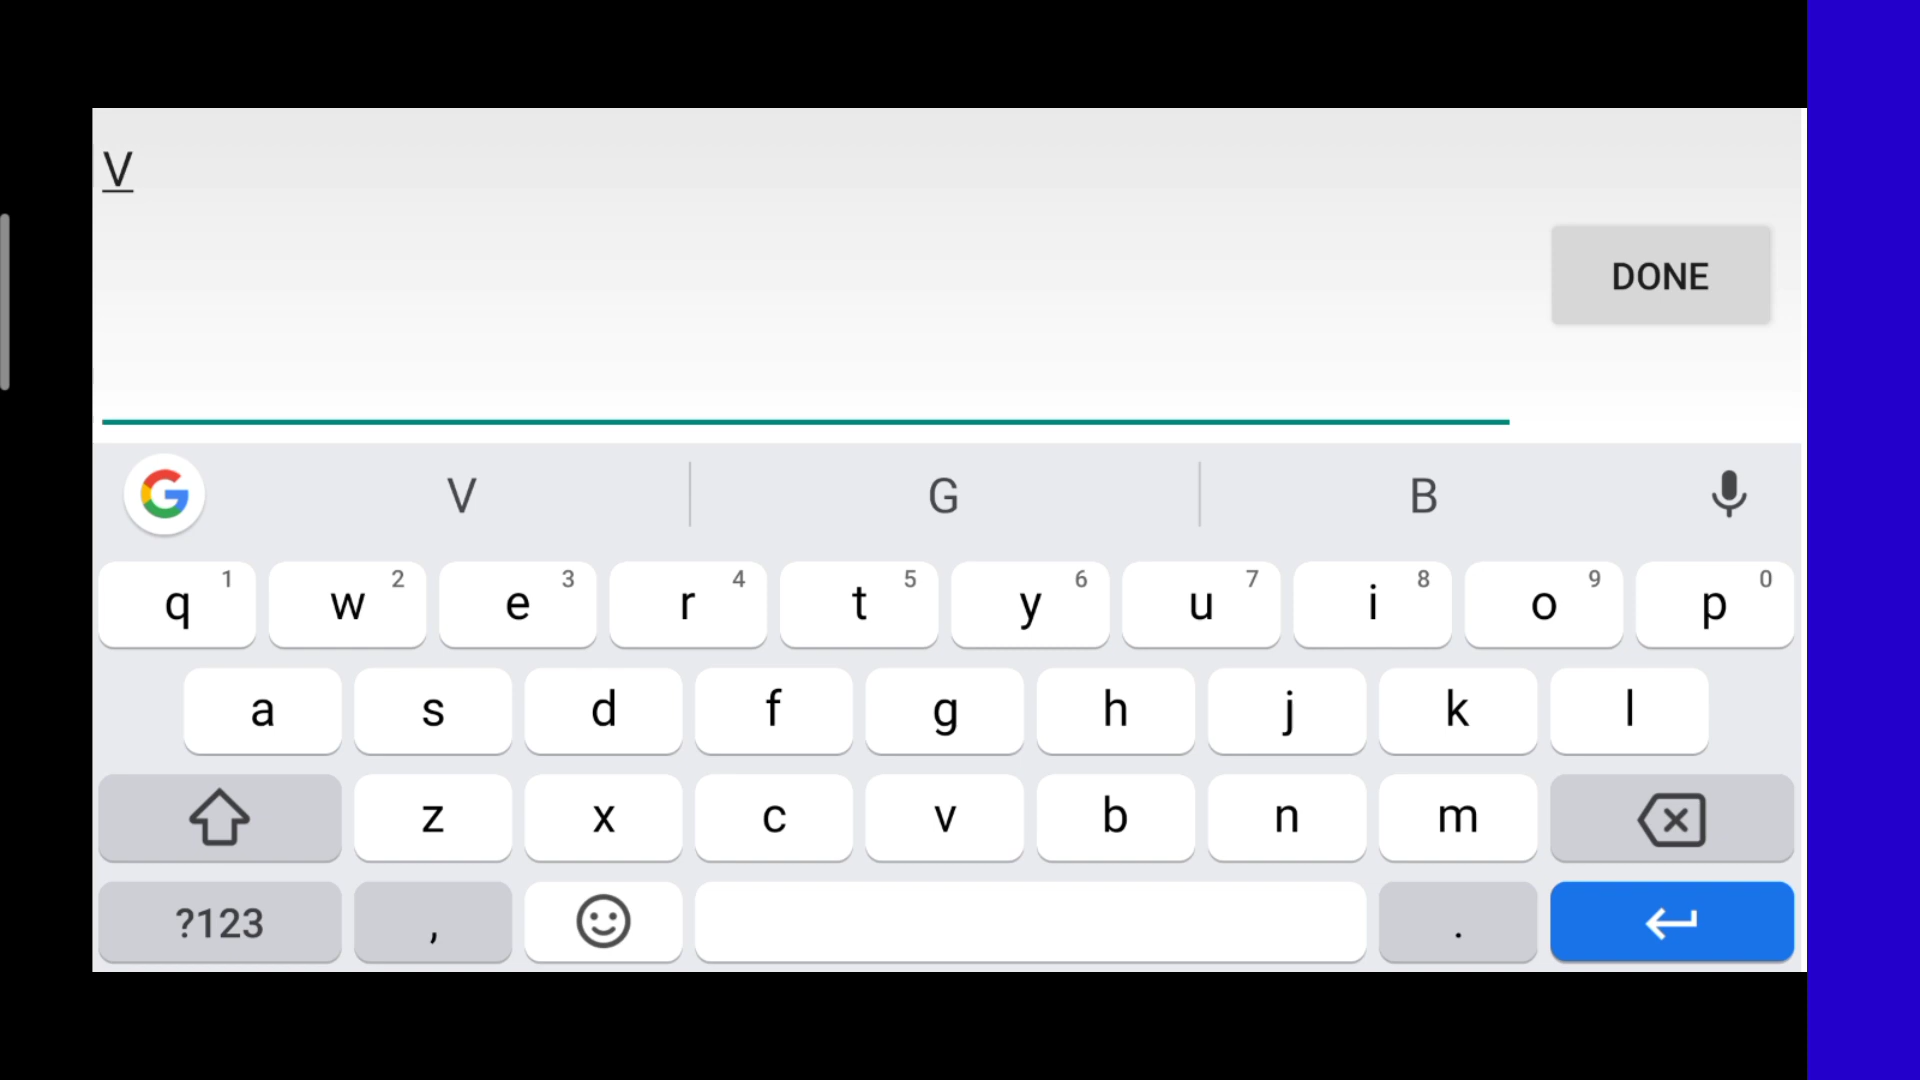 V
DONE
V G B
q 1 w 2 e 3 r 4 t 5 y 6 u 7 i 8 o 9 p 0
a s d f g h j k l
z x c v b n m
?123 , .